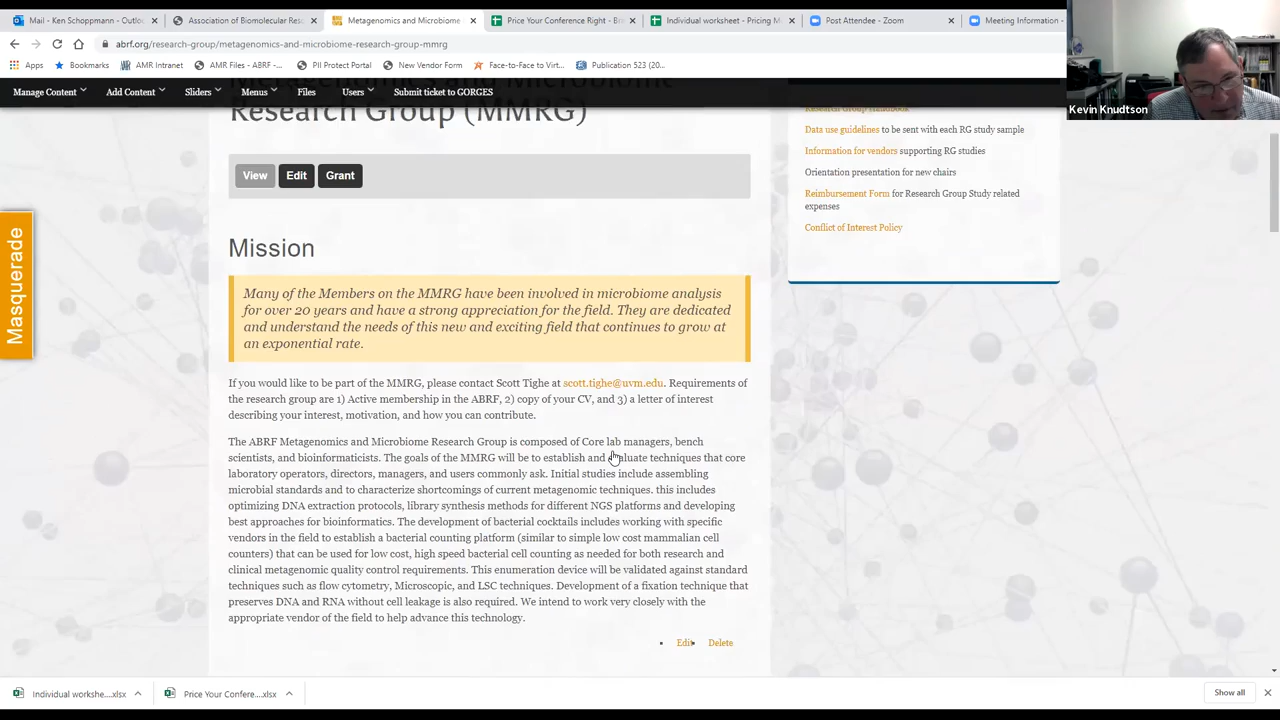 Mail - Ken Schoppmann - Outloo
Association of Biomolecular Res
Metagenomics and Microbiome
Price Your Conference Right - Bre
Individual worksheet - Pricing M
Post Attendee - Zoom
Meeting Information -
abrf.org/research-group/metagenomics-and-microbiome-research-group-mmrg
Apps
Bookmarks
AMR Intranet
AMR Files - ABRF -...
PII Protect Portal
New Vendor Form
Face-to-Face to Virt...
Publication 523 (20...
Manage Content
Add Content
Sliders
Menus
Files
Users
Submit ticket to GORGES
Kevin Knudtson
Metagenomics and Microbiome
Research Group (MMRG)
View
Edit
Grant
Masquerade
Mission
Many of the Members on the MMRG have been involved in microbiome analysis
for over 20 years and have a strong appreciation for the field. They are dedicated
and understand the needs of this new and exciting field that continues to grow at
an exponential rate.
If you would like to be part of the MMRG, please contact Scott Tighe at scott.tighe@uvm.edu. Requirements of
the research group are 1) Active membership in the ABRF, 2) copy of your CV, and 3) a letter of interest
describing your interest, motivation, and how you can contribute.
The ABRF Metagenomics and Microbiome Research Group is composed of Core lab managers, bench
scientists, and bioinformaticists. The goals of the MMRG will be to establish and evaluate techniques that core
laboratory operators, directors, managers, and users commonly ask. Initial studies include assembling
microbial standards and to characterize shortcomings of current metagenomic techniques. this includes
optimizing DNA extraction protocols, library synthesis methods for different NGS platforms and developing
best approaches for bioinformatics. The development of bacterial cocktails includes working with specific
vendors in the field to establish a bacterial counting platform (similar to simple low cost mammalian cell
counters) that can be used for low cost, high speed bacterial cell counting as needed for both research and
clinical metagenomic quality control requirements. This enumeration device will be validated against standard
techniques such as flow cytometry, Microscopic, and LSC techniques. Development of a fixation technique that
preserves DNA and RNA without cell leakage is also required. We intend to work very closely with the
appropriate vendor of the field to help advance this technology.
Edit
Delete
Research Group Handbook
Data use guidelines to be sent with each RG study sample
Information for vendors supporting RG studies
Orientation presentation for new chairs
Reimbursement Form for Research Group Study related
expenses
Conflict of Interest Policy
Individual workshe....xlsx
Price Your Confere....xlsx
Show all